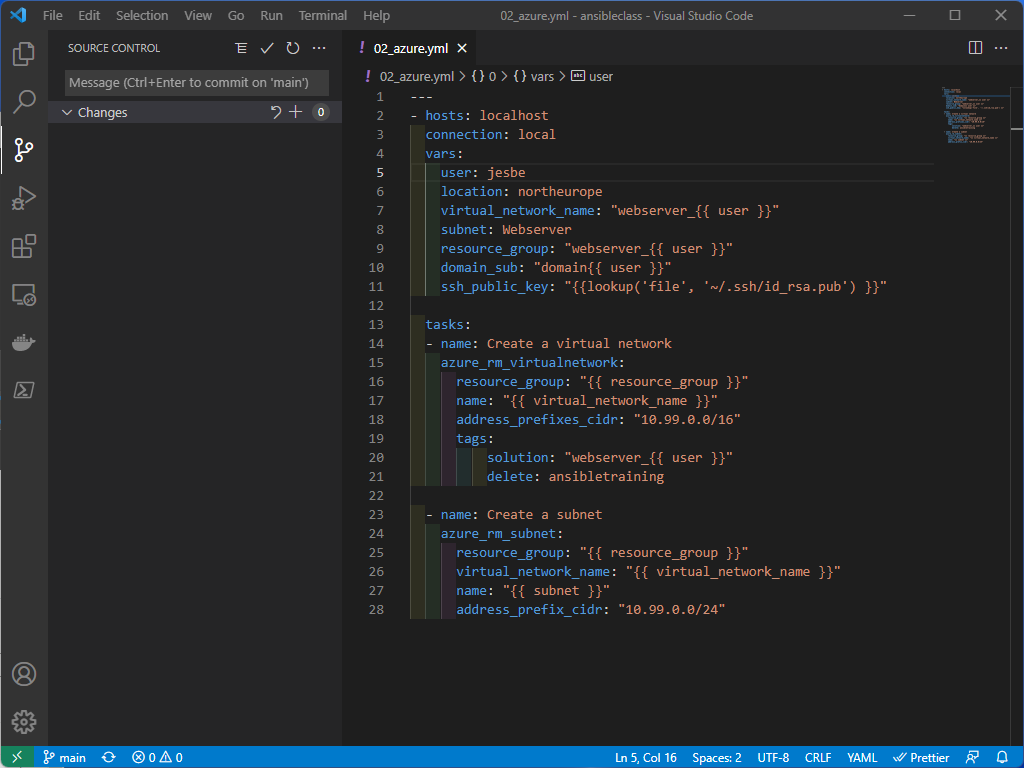 File Edit Selection View Go Run Terminal Help 02_azure.yml - ansibleclass - Visual Studio Code
SOURCE CONTROL
Message (Ctrl+Enter to commit on 'main')
Changes 0
! 02_azure.yml
! 02_azure.yml > {} 0 > {} vars > abc user
1 ---
2 - hosts: localhost
3 connection: local
4 vars:
5 user: jesbe
6 location: northeurope
7 virtual_network_name: "webserver_{{ user }}"
8 subnet: Webserver
9 resource_group: "webserver_{{ user }}"
10 domain_sub: "domain{{ user }}"
11 ssh_public_key: "{{lookup('file', '~/.ssh/id_rsa.pub') }}"
12
13 tasks:
14 - name: Create a virtual network
15 azure_rm_virtualnetwork:
16 resource_group: "{{ resource_group }}"
17 name: "{{ virtual_network_name }}"
18 address_prefixes_cidr: "10.99.0.0/16"
19 tags:
20 solution: "webserver_{{ user }}"
21 delete: ansibletraining
22
23 - name: Create a subnet
24 azure_rm_subnet:
25 resource_group: "{{ resource_group }}"
26 virtual_network_name: "{{ virtual_network_name }}"
27 name: "{{ subnet }}"
28 address_prefix_cidr: "10.99.0.0/24"
main 0 0 Ln 5, Col 16 Spaces: 2 UTF-8 CRLF YAML Prettier